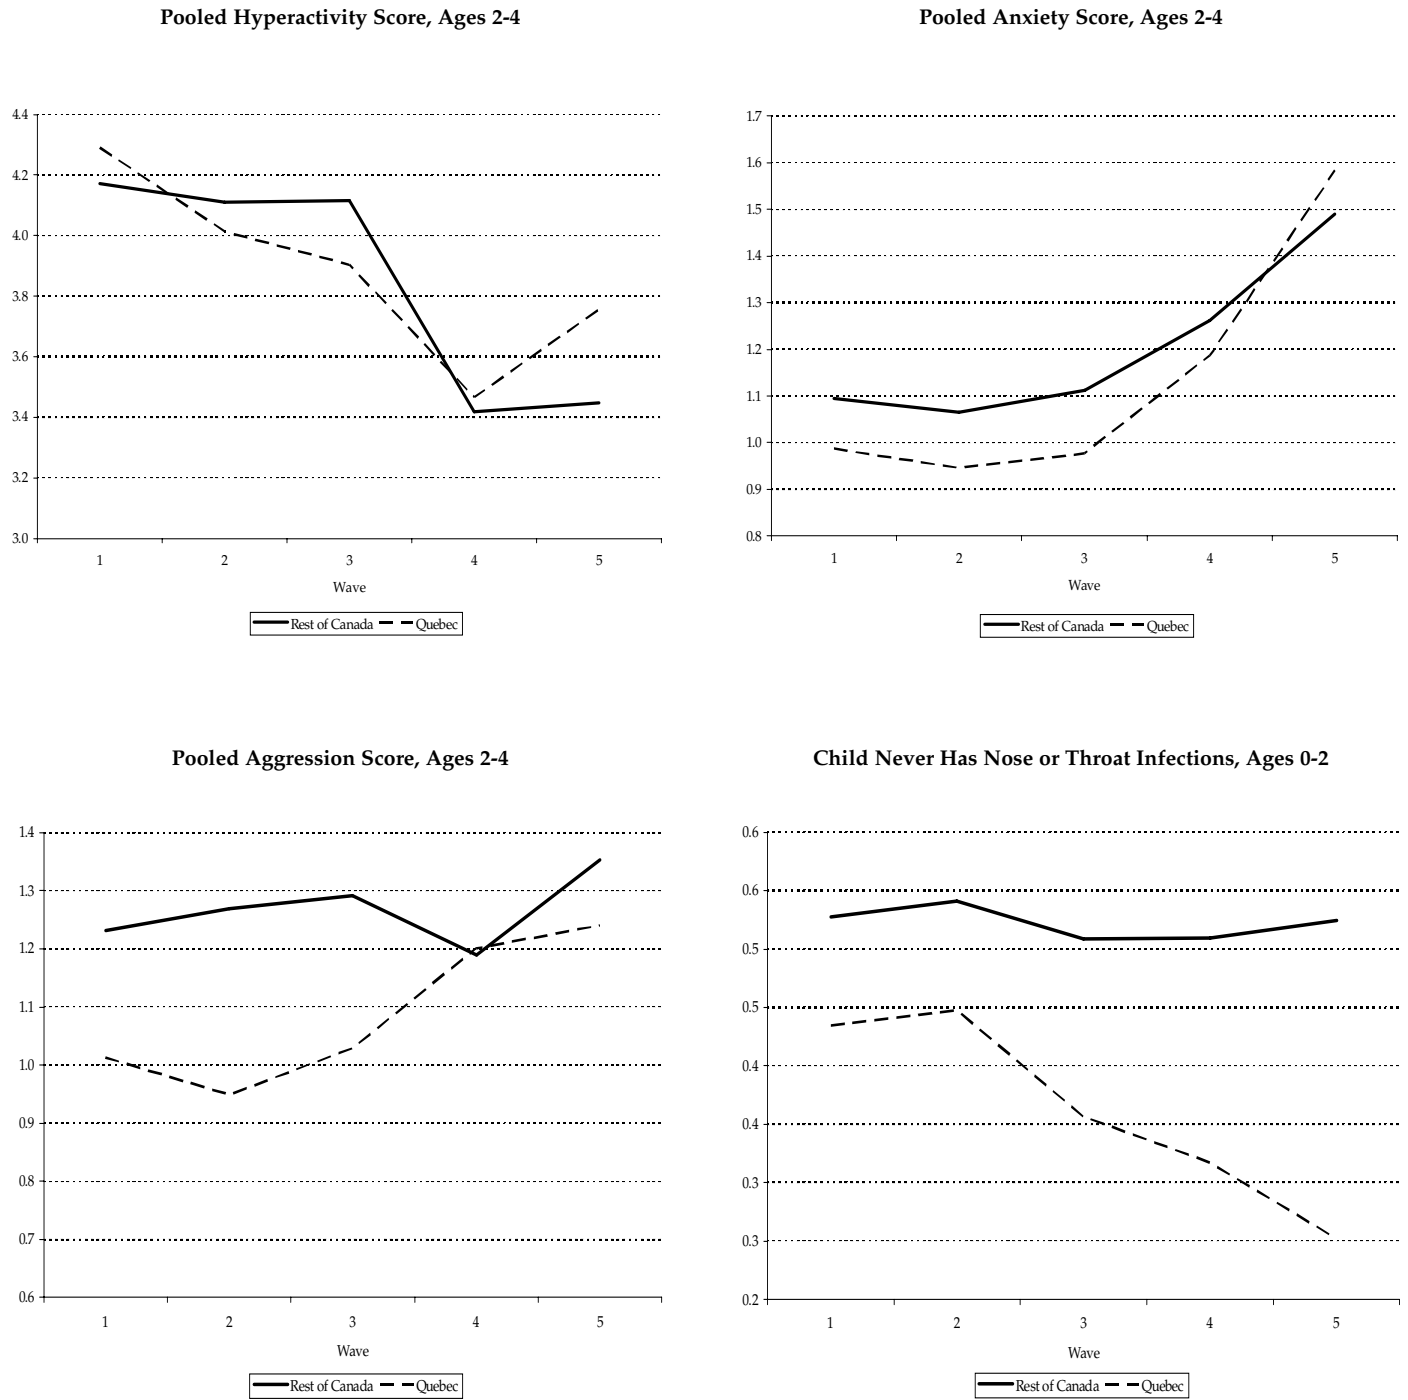 Pooled Hyperactivity Score, Ages 2-4
4.4
4.2
4.0
3.8
3.6
3.4
3.2
3.0
1 2 3 4 5
Wave
Rest of Canada Quebec
Pooled Anxiety Score, Ages 2-4
1.7
1.6
1.5
1.4
1.3
1.2
1.1
1.0
0.9
0.8
1 2 3 4 5
Wave
Rest of Canada Quebec
Pooled Aggression Score, Ages 2-4
1.4
1.3
1.2
1.1
1.0
0.9
0.8
0.7
0.6
1 2 3 4 5
Wave
Rest of Canada Quebec
Child Never Has Nose or Throat Infections, Ages 0-2
0.6
0.6
0.5
0.5
0.4
0.4
0.3
0.3
0.2
1 2 3 4 5
Wave
Rest of Canada Quebec